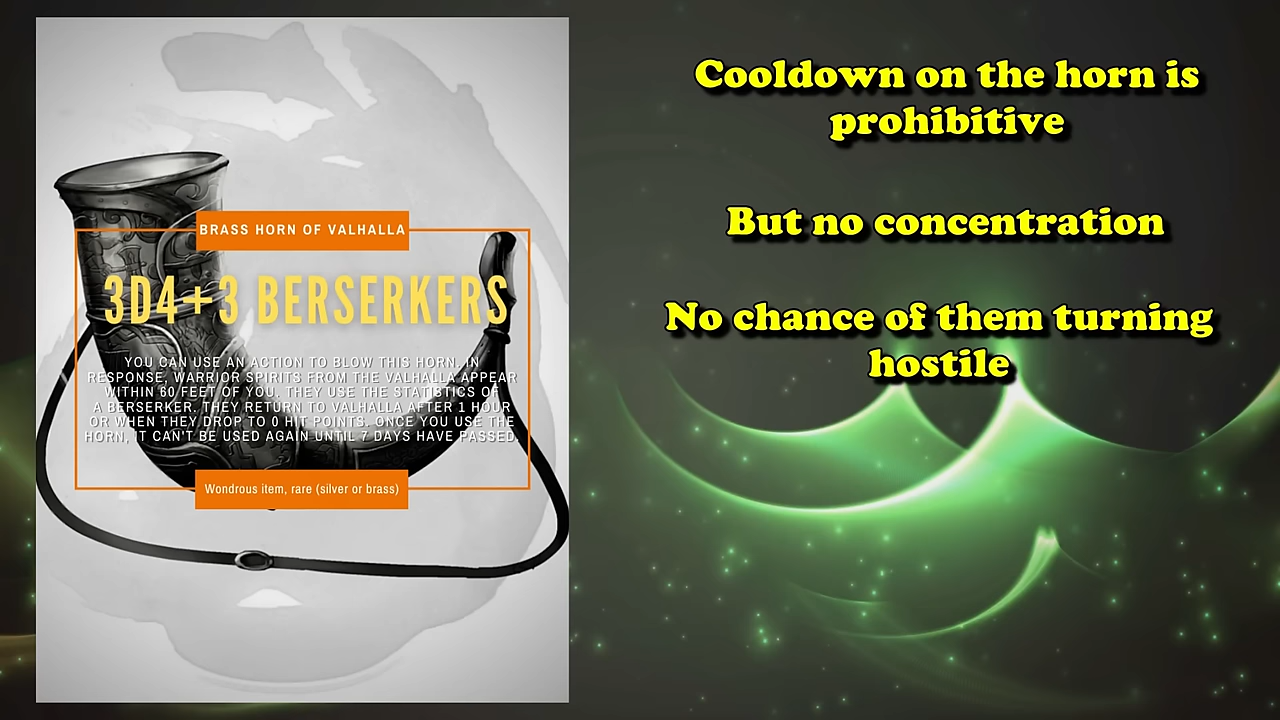 BRASS HORN OF VALHALLA
3D4+3 BERSERKERS
YOU CAN USE AN ACTION TO BLOW THIS HORN. IN
RESPONSE, WARRIOR SPIRITS FROM THE VALHALLA APPEAR
WITHIN 60 FEET OF YOU. THEY USE THE STATISTICS OF
A BERSERKER. THEY RETURN TO VALHALLA AFTER 1 HOUR
OR WHEN THEY DROP TO 0 HIT POINTS. ONCE YOU USE THE
HORN, IT CAN'T BE USED AGAIN UNTIL 7 DAYS HAVE PASSED.
Wondrous item, rare (silver or brass)
Cooldown on the horn is
prohibitive
But no concentration
No chance of them turning
hostile